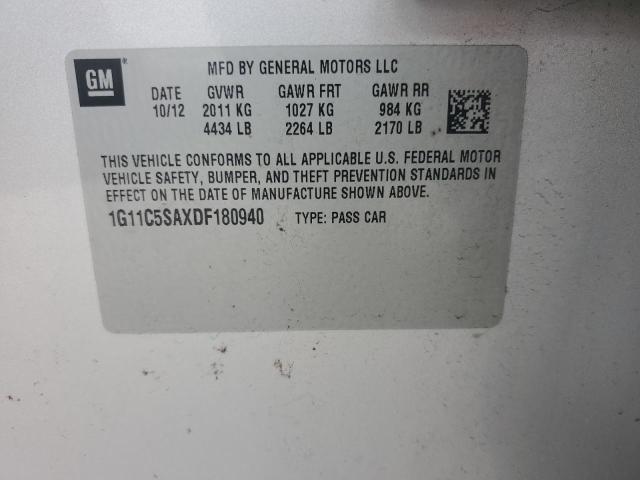 GM®
MFD BY GENERAL MOTORS LLC
DATE GVWR GAWR FRT GAWR RR
10/12 2011 KG 1027 KG 984 KG
4434 LB 2264 LB 2170 LB
THIS VEHICLE CONFORMS TO ALL APPLICABLE U.S. FEDERAL MOTOR
VEHICLE SAFETY, BUMPER, AND THEFT PREVENTION STANDARDS IN
EFFECT ON THE DATE OF MANUFACTURE SHOWN ABOVE.
1G11C5SAXDF180940 TYPE: PASS CAR